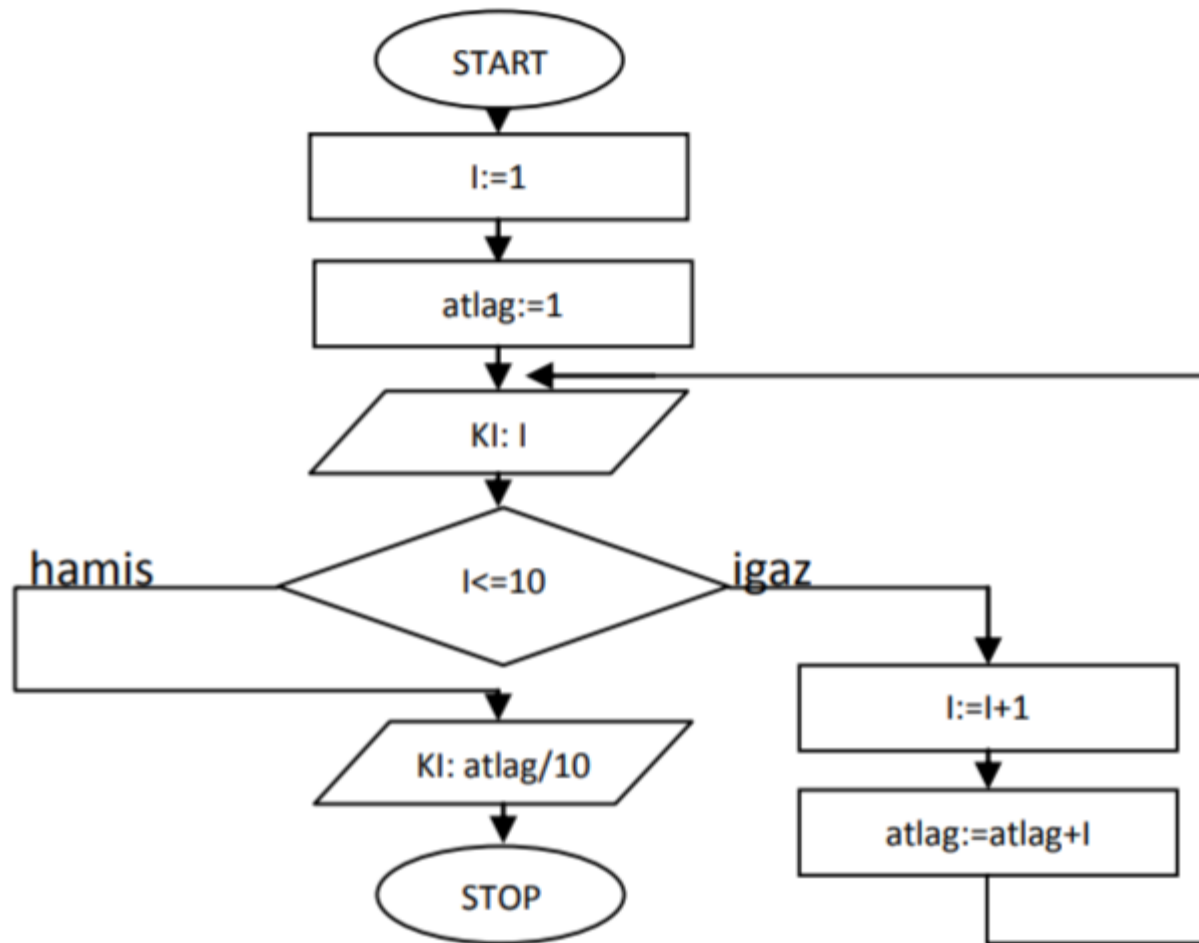 START
I:=1
atlag:=1
KI: I
hamis
I<=10
igaz
I:=I+1
KI: atlag/10
atlag:=atlag+I
STOP